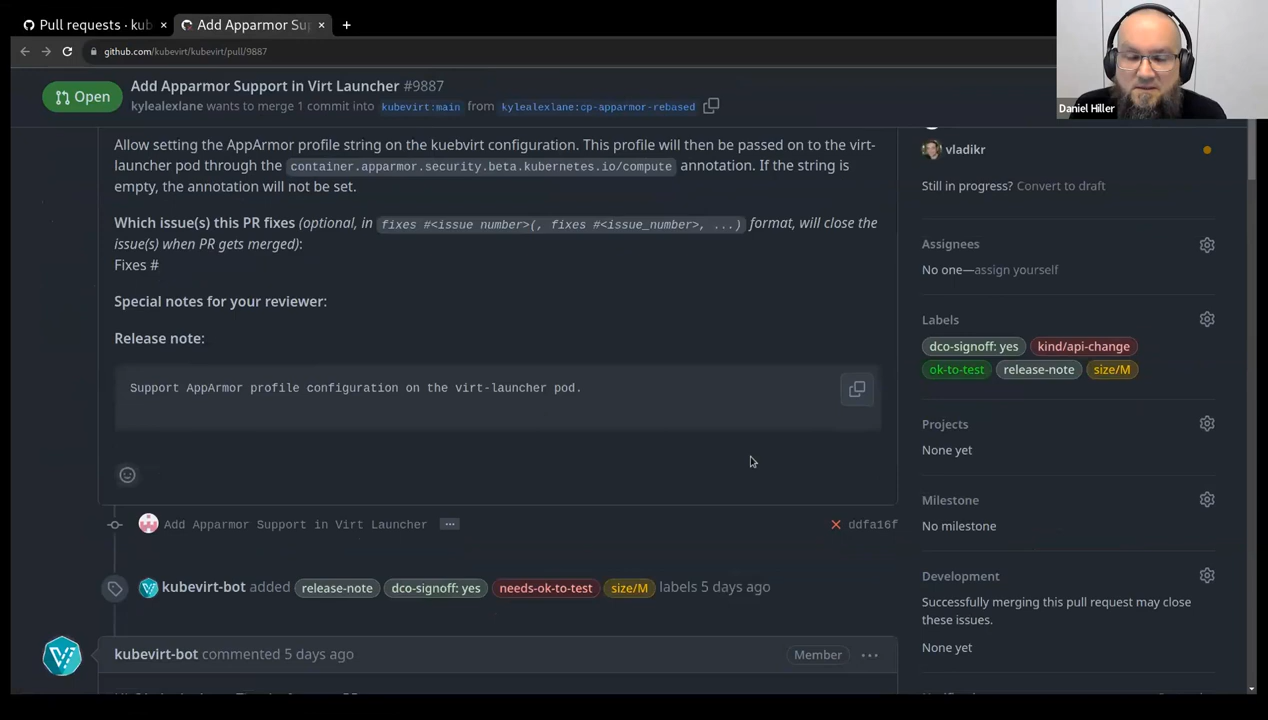 Pull requests · kub
Add Apparmor Su
github.com/kubevirt/kubevirt/pull/9887
Daniel Hiller
Open
Add Apparmor Support in Virt Launcher #9887
kylealexlane wants to merge 1 commit into kubevirt:main from kylealexlane:cp-apparmor-rebased
Allow setting the AppArmor profile string on the kuebvirt configuration. This profile will then be passed on to the virt-
launcher pod through the container.apparmor.security.beta.kubernetes.io/compute annotation. If the string is
empty, the annotation will not be set.
Which issue(s) this PR fixes (optional, in fixes #<issue number>(, fixes #<issue_number>, ...) format, will close the
issue(s) when PR gets merged):
Fixes #
Special notes for your reviewer:
Release note:
Support AppArmor profile configuration on the virt-launcher pod.
Add Apparmor Support in Virt Launcher ...
ddfa16f
kubevirt-bot added release-note dco-signoff: yes needs-ok-to-test size/M labels 5 days ago
kubevirt-bot commented 5 days ago
Member
vladikr
Still in progress? Convert to draft
Assignees
No one—assign yourself
Labels
dco-signoff: yes kind/api-change
ok-to-test release-note size/M
Projects
None yet
Milestone
No milestone
Development
Successfully merging this pull request may close
these issues.
None yet